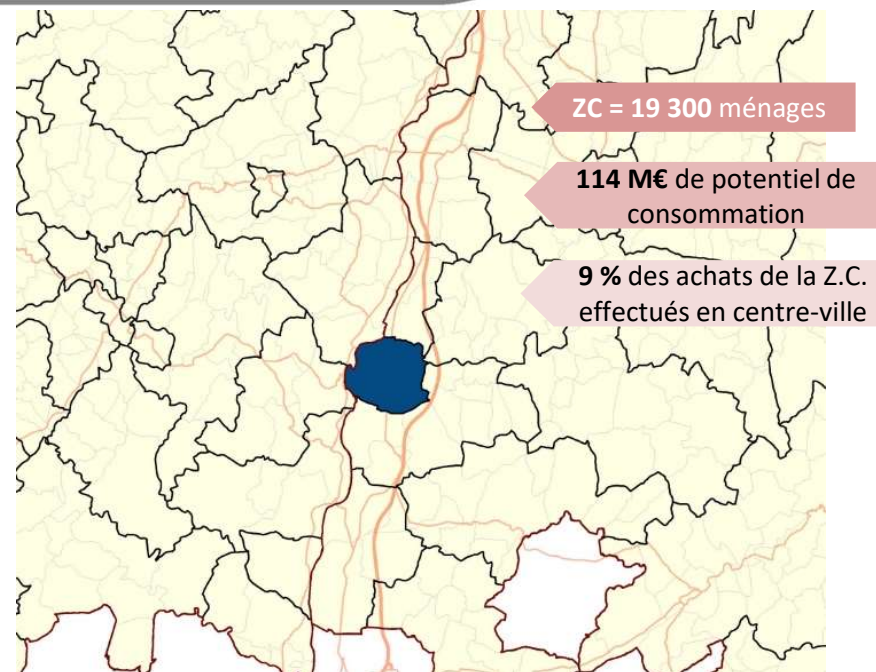 ZC = 19 300 ménages
114 M€ de potentiel de
consommation
9 % des achats de la Z.C.
effectués en centre-ville